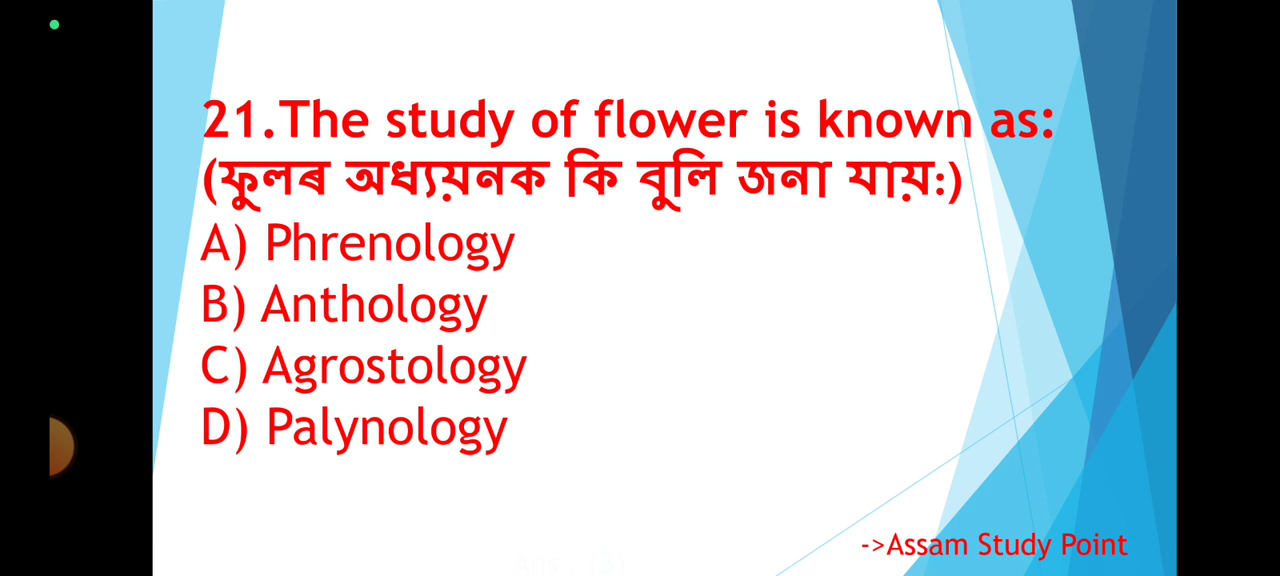 21.The study of flower is known as:
(ফুলৰ অধ্যয়নক কি বুলি জনা যায়ঃ)
A) Phrenology
B) Anthology
C) Agrostology
D) Palynology
Ans : (B)
->Assam Study Point